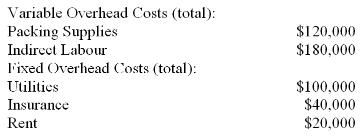 Variable Overhead Costs (total):
Packing Supplies $120,000
Indirect Labour $180,000
Fixed Overhead Costs (total):
Utilities $100,000
Insurance $40,000
Rent $20,000